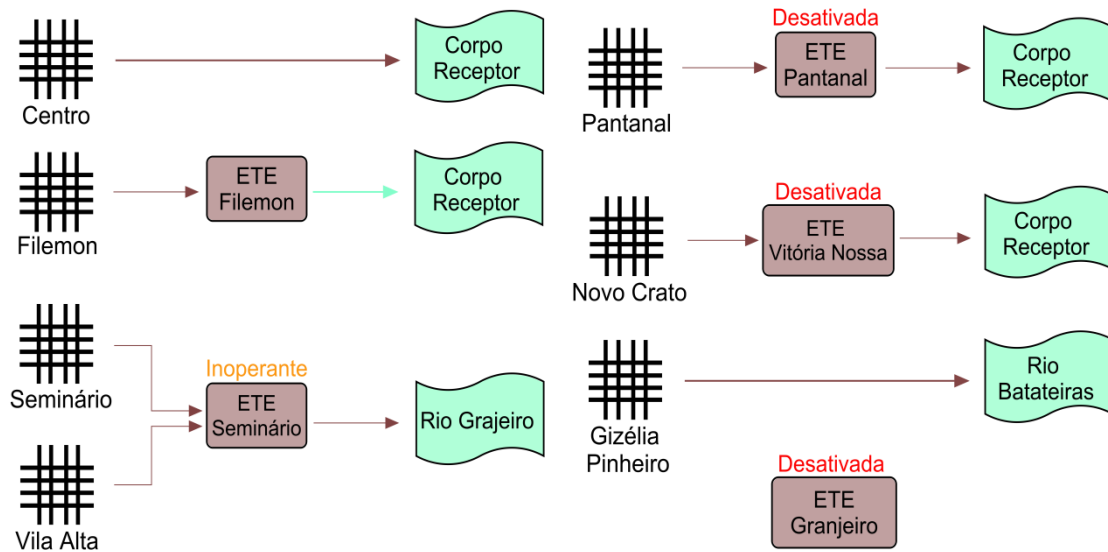 Centro
Corpo
Receptor
Filemon
ETE
Filemon
Corpo
Receptor
Seminário
Vila Alta
Inoperante
ETE
Seminário
Rio Grajeiro
Pantanal
Desativada
ETE
Pantanal
Corpo
Receptor
Novo Crato
Desativada
ETE
Vitória Nossa
Corpo
Receptor
Gizélia
Pinheiro
Rio
Batateiras
Desativada
ETE
Granjeiro